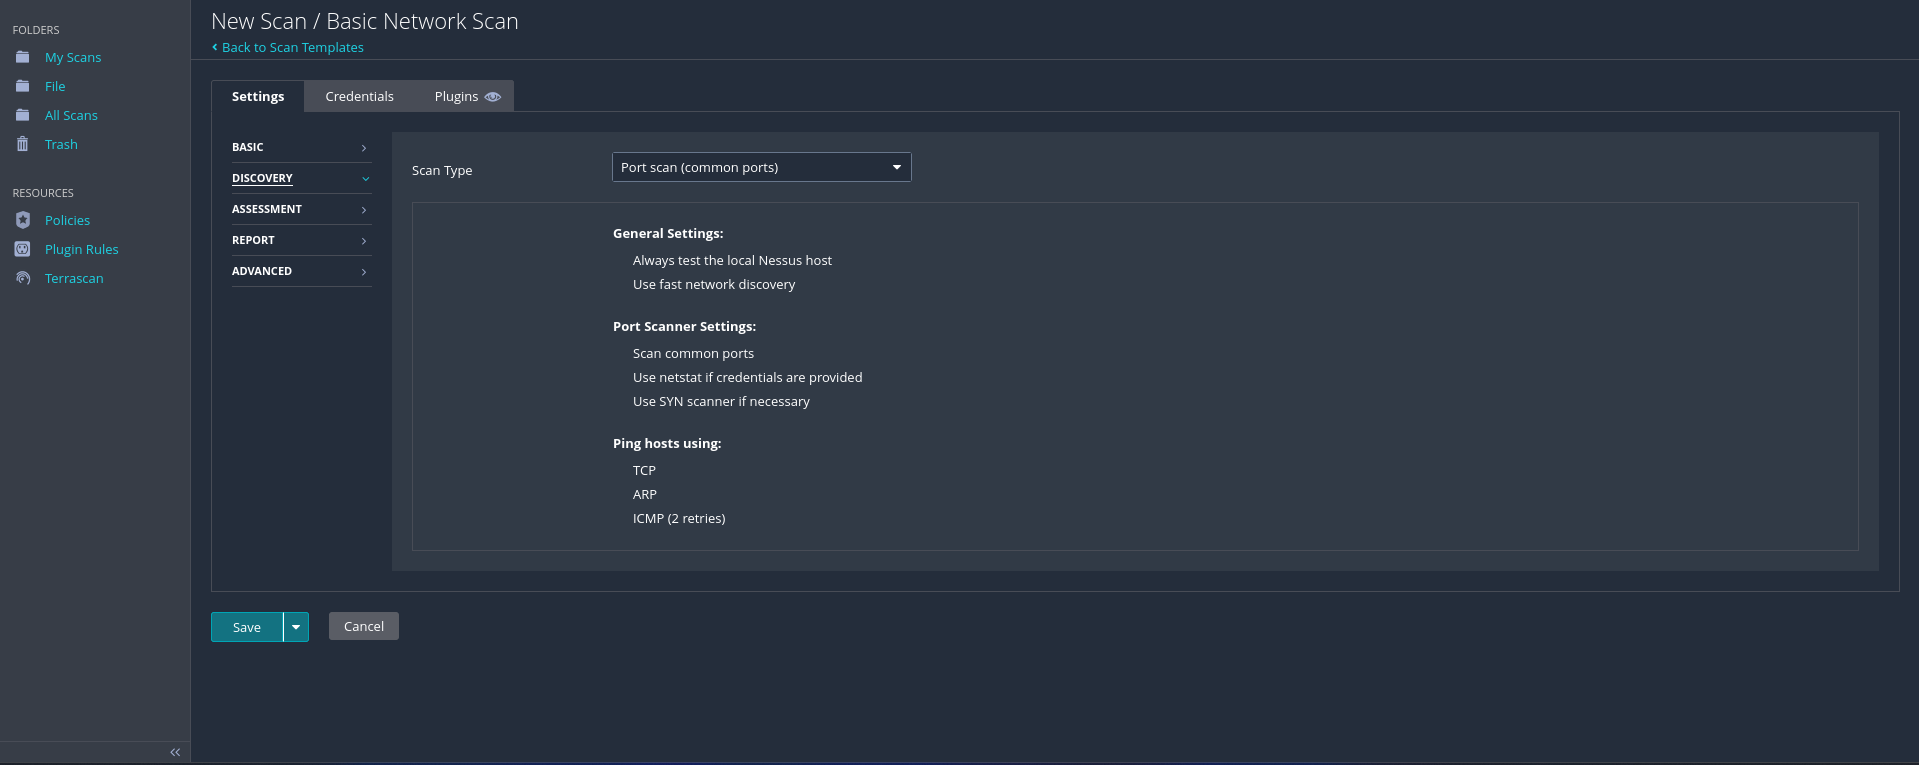 FOLDERS
My Scans
File
All Scans
Trash
RESOURCES
Policies
Plugin Rules
Terrascan
New Scan / Basic Network Scan
Back to Scan Templates
Settings
Credentials
Plugins
BASIC
DISCOVERY
ASSESSMENT
REPORT
ADVANCED
Scan Type
Port scan (common ports)
General Settings:
Always test the local Nessus host
Use fast network discovery
Port Scanner Settings:
Scan common ports
Use netstat if credentials are provided
Use SYN scanner if necessary
Ping hosts using:
TCP
ARP
ICMP (2 retries)
Save
Cancel